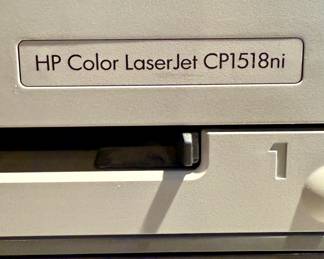 HP Color LaserJet CP1518ni
1